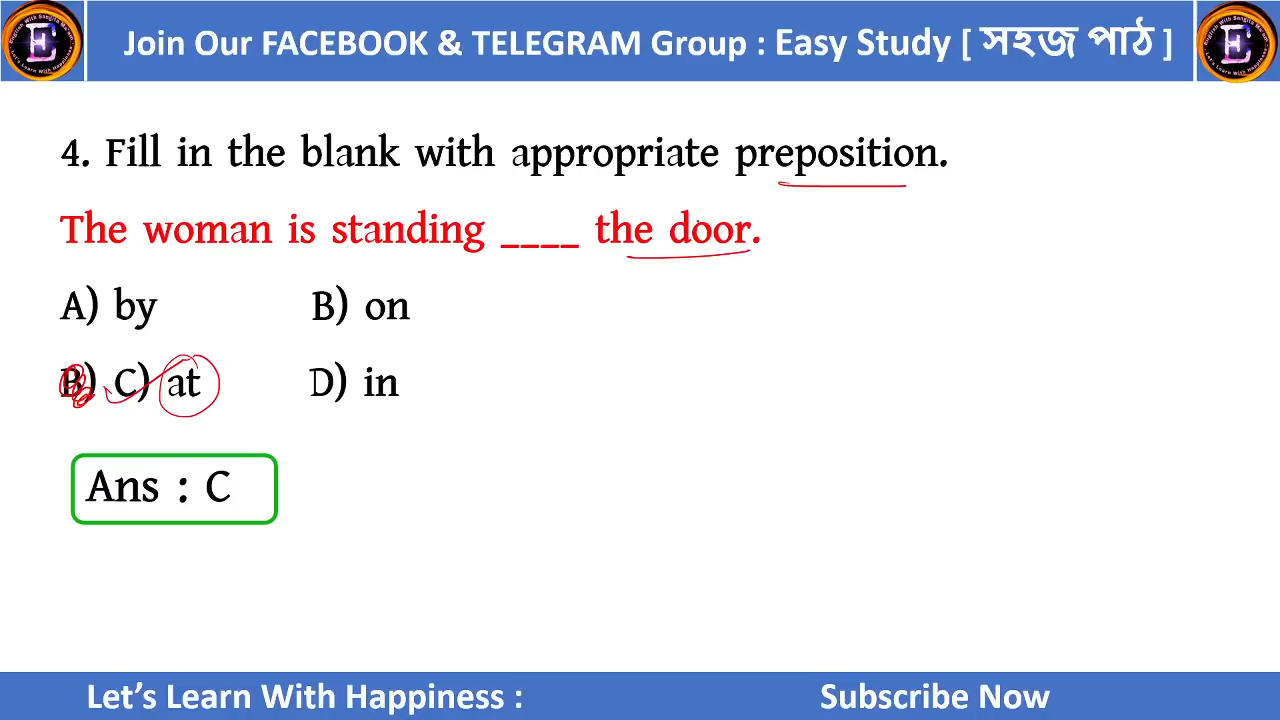 Join Our FACEBOOK & TELEGRAM Group : Easy Study [ সহজ পাঠ ]
4. Fill in the blank with appropriate preposition.
The woman is standing ____ the door.
A) by B) on
B) C) at D) in
Ans : C
Let’s Learn With Happiness : Subscribe Now